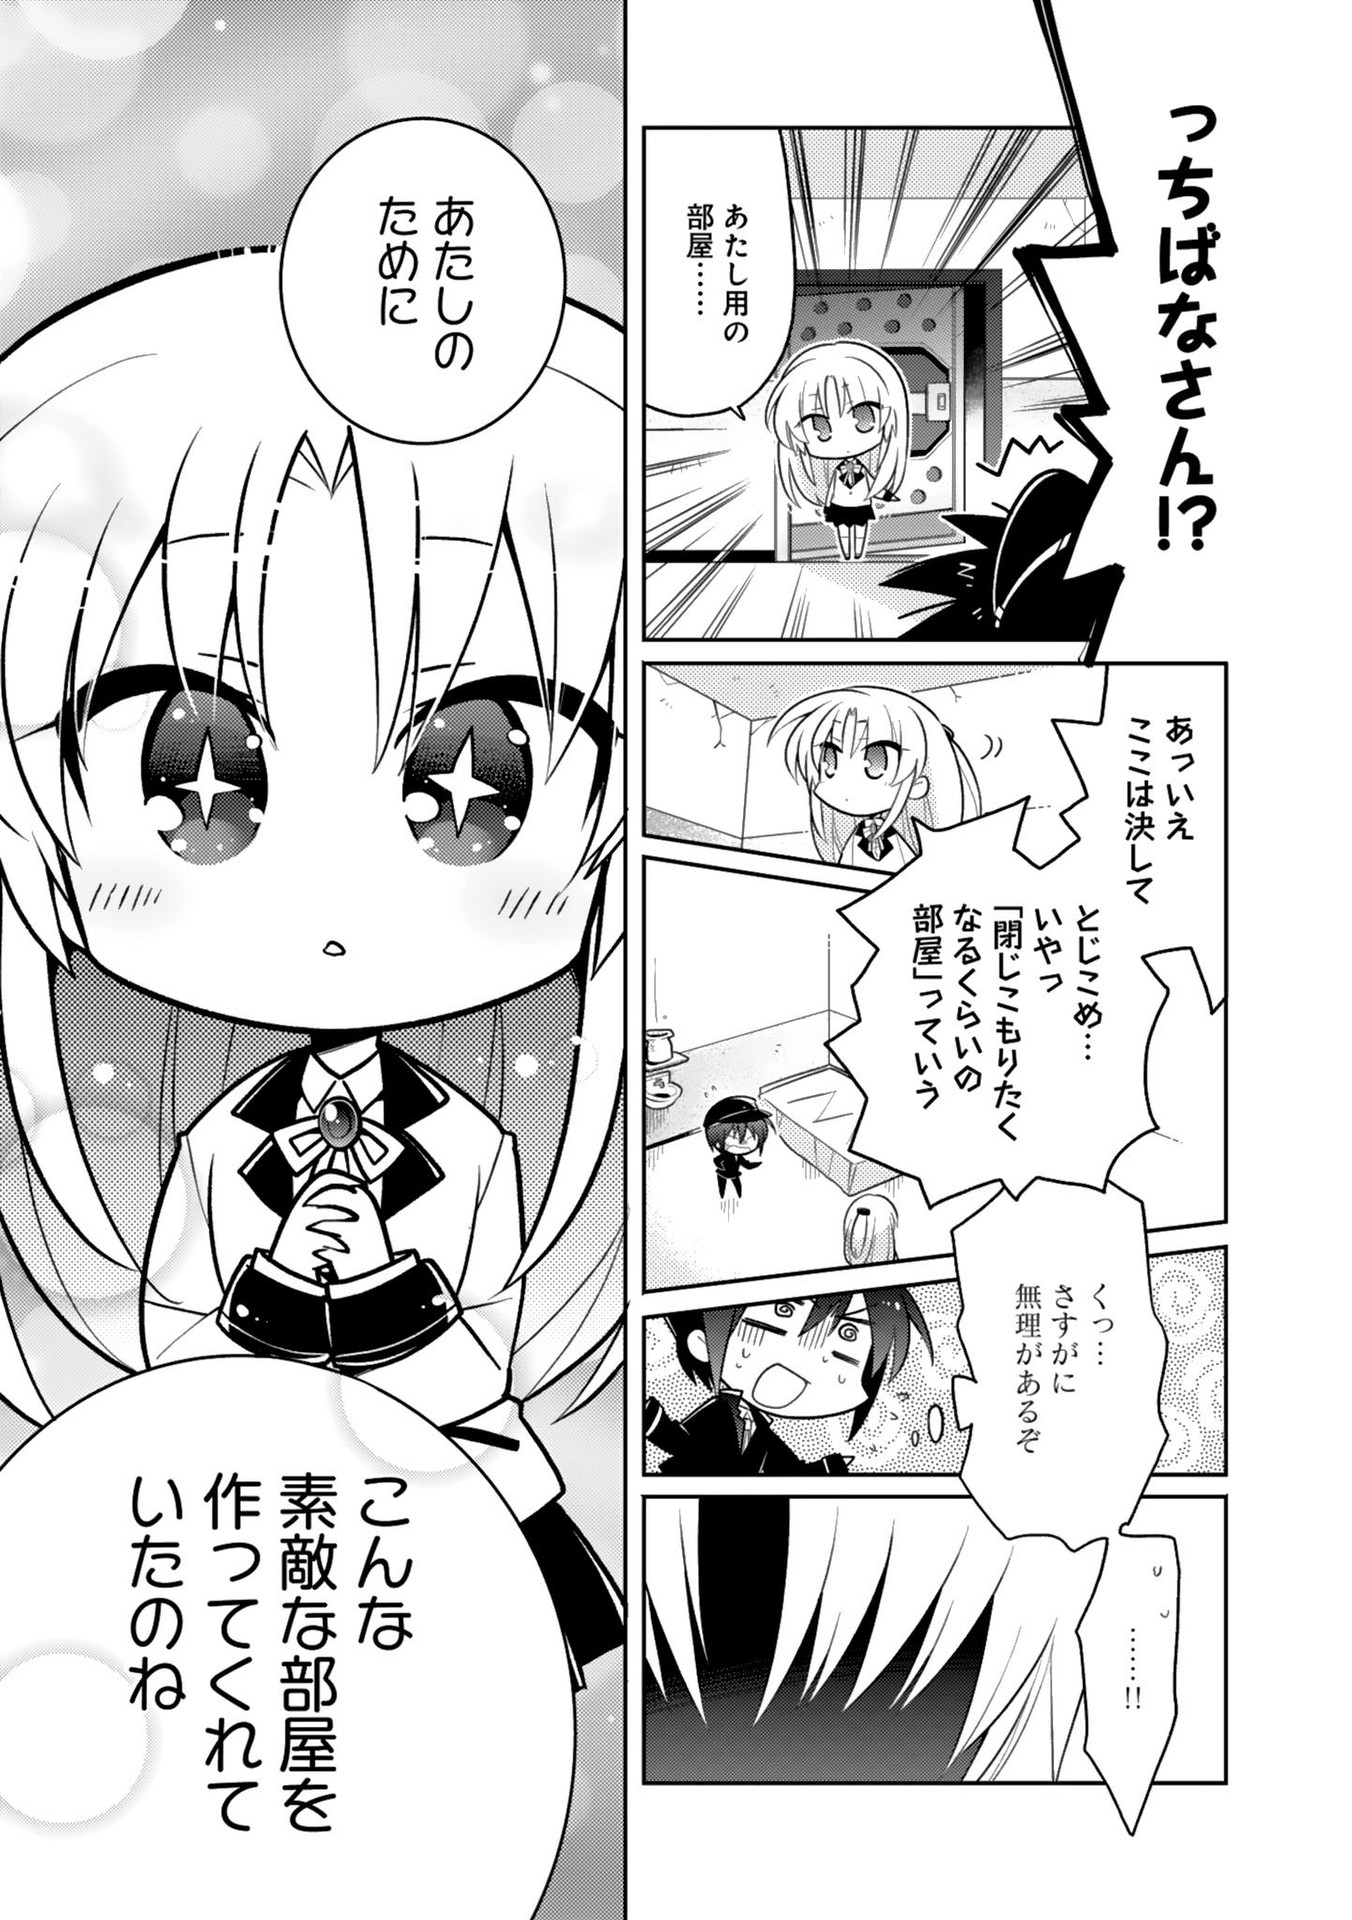 っちばなさん!?
あたし用の
部屋……
あっいえ
ここは決して
とじこめ…
いやっ
「閉じこもりたく
なるくらいの
部屋」っていう
くっ…
さすがに
無理があるぞ
……!!
あたしの
ために
こんな
素敵な部屋を
作ってくれて
いたのね